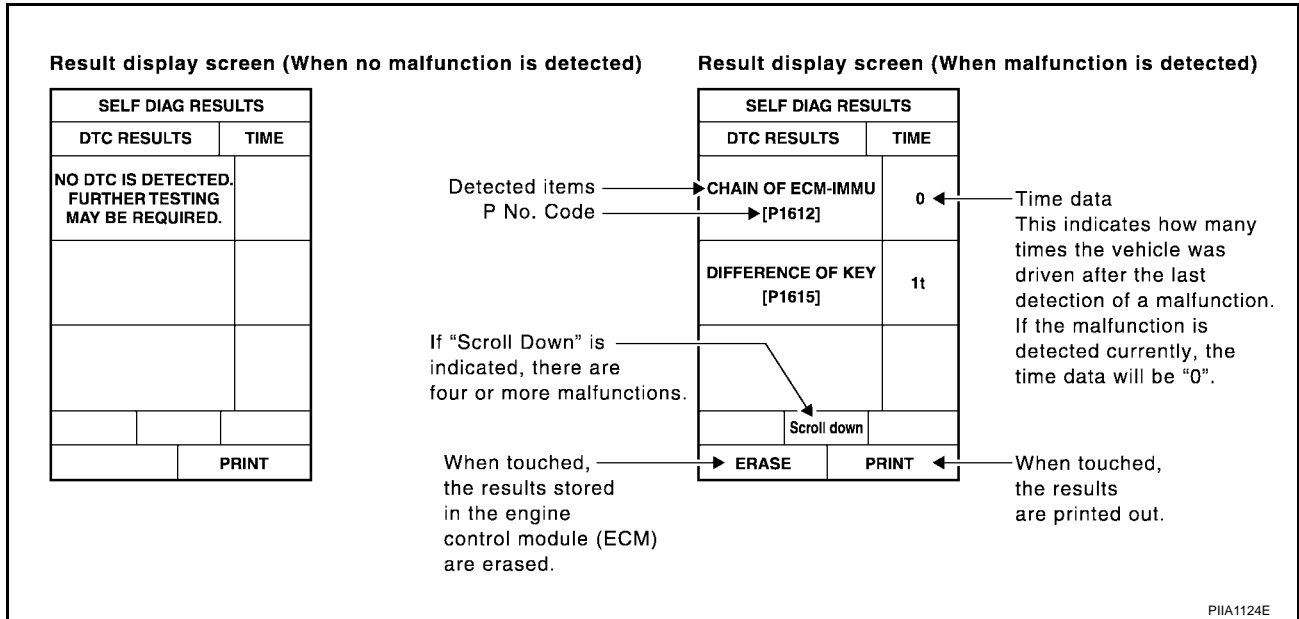 Result display screen (When no malfunction is detected)
SELF DIAG RESULTS
DTC RESULTS
TIME
NO DTC IS DETECTED.
FURTHER TESTING
MAY BE REQUIRED.
PRINT
Result display screen (When malfunction is detected)
SELF DIAG RESULTS
DTC RESULTS
TIME
Detected items
P No. Code
CHAIN OF ECM-IMMU
[P1612]
0
Time data
This indicates how many
times the vehicle was
driven after the last
detection of a malfunction.
If the malfunction is
detected currently, the
time data will be “0”.
DIFFERENCE OF KEY
[P1615]
1t
If “Scroll Down” is
indicated, there are
four or more malfunctions.
Scroll down
When touched,
the results stored
in the engine
control module (ECM)
are erased.
ERASE
PRINT
When touched,
the results
are printed out.
PIIA1124E